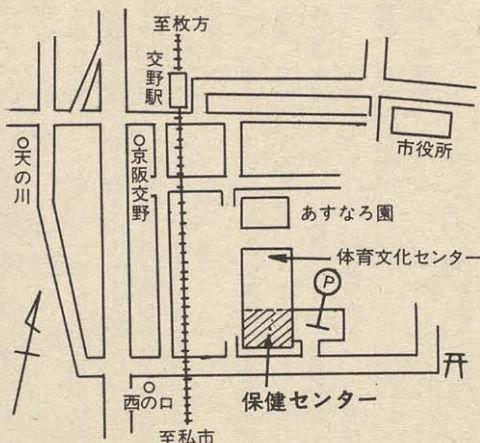 至枚方
交野駅
市役所
天の川
京阪交野
あすなろ園
体育文化センター
P
西の口
保健センター
至私市